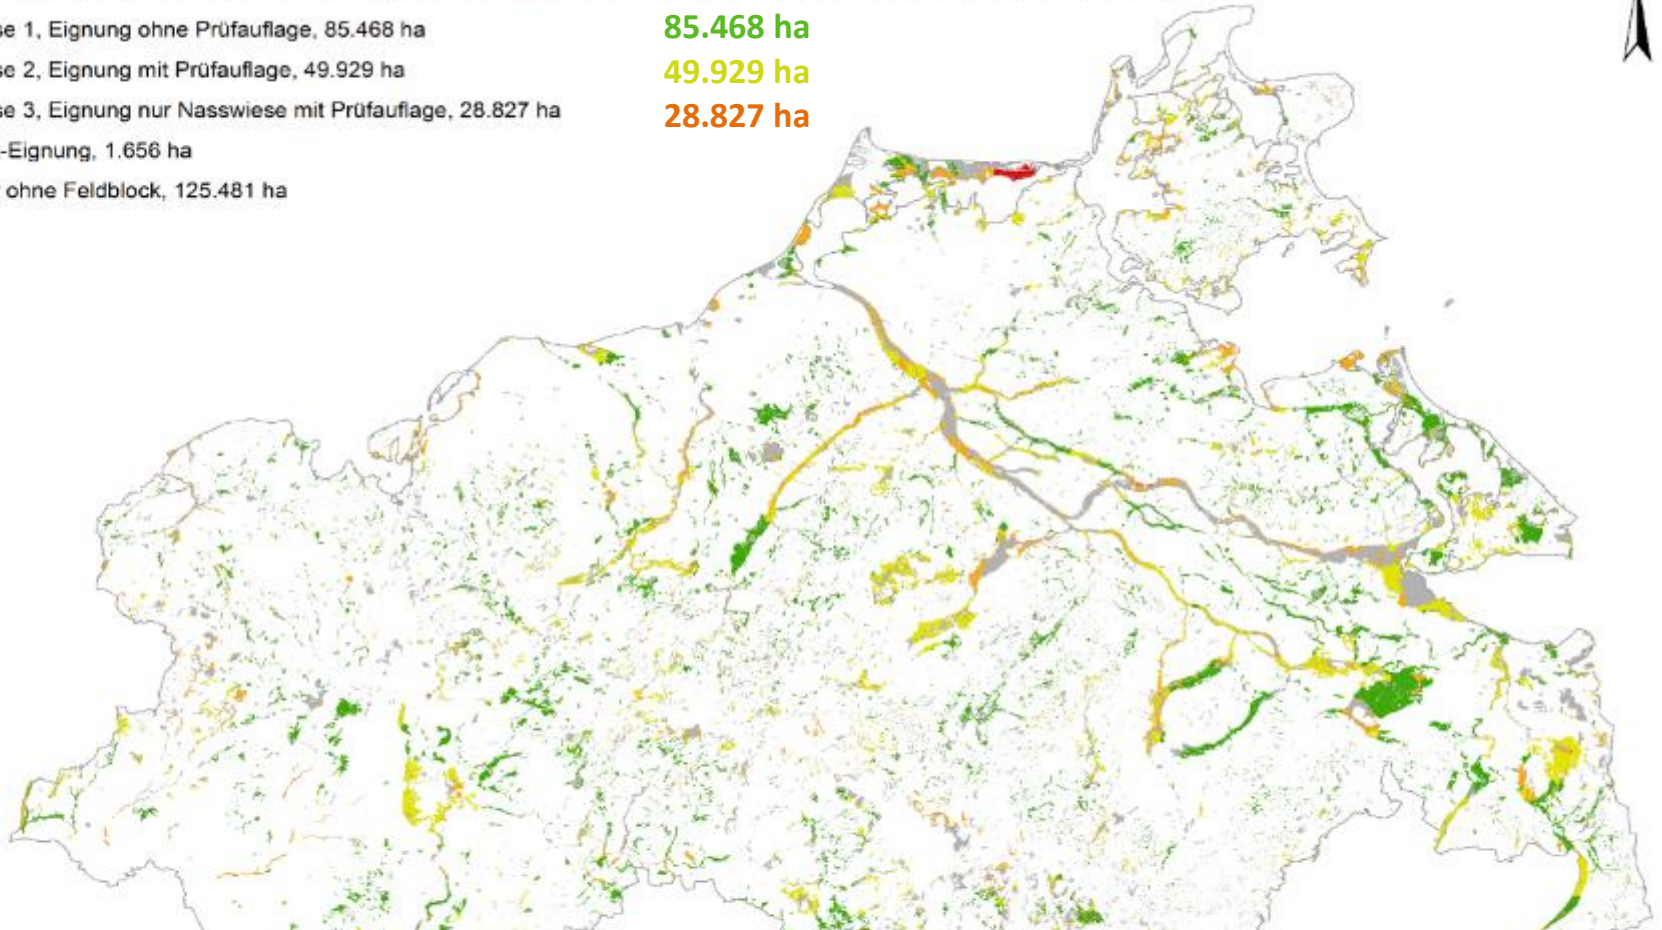 se 1, Eignung ohne Prüfauflage, 85.468 ha
85.468 ha
se 2, Eignung mit Prüfauflage, 49.929 ha
49.929 ha
se 3, Eignung nur Nasswiese mit Prüfauflage, 28.827 ha
28.827 ha
-Eignung, 1.656 ha
ohne Feldblock, 125.481 ha